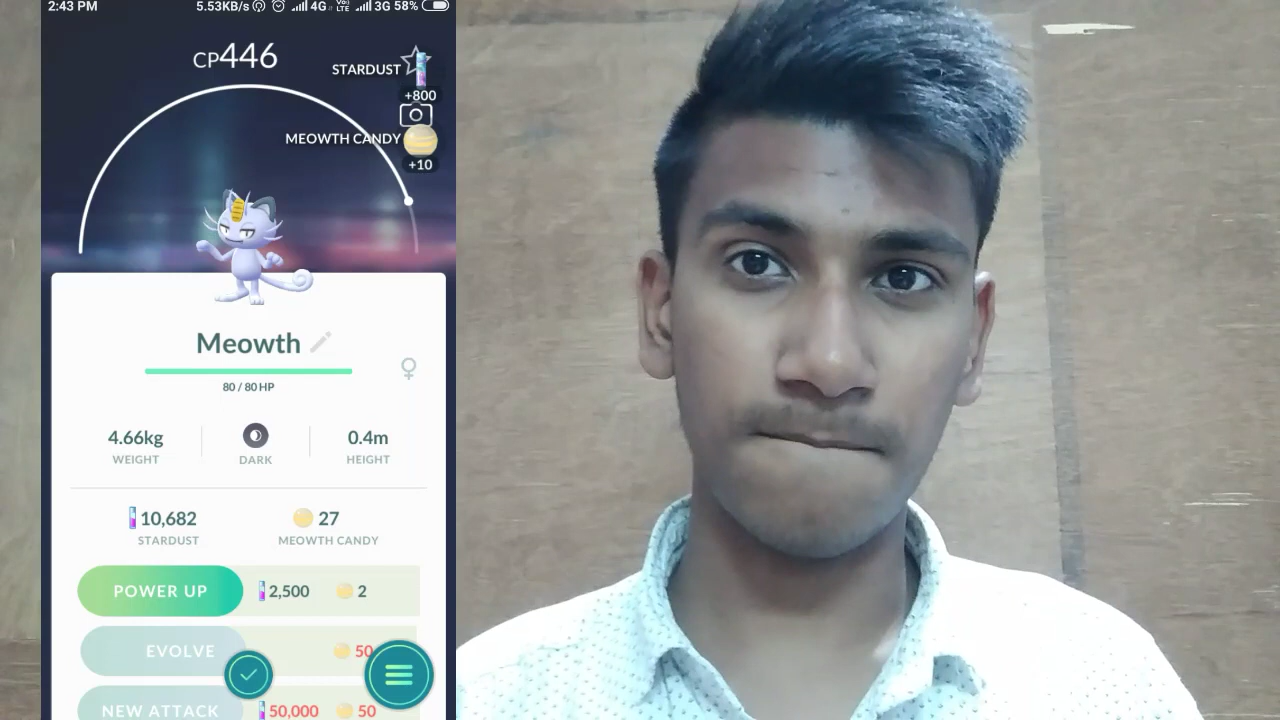 2:43 PM 5.53KB/s 4G VoLTE 3G 58%
CP446
STARDUST
+800
MEOWTH CANDY
+10
Meowth
80 / 80 HP
4.66kg 0.4m
WEIGHT DARK HEIGHT
10,682 27
STARDUST MEOWTH CANDY
POWER UP 2,500 2
EVOLVE 50
NEW ATTACK 50,000 50